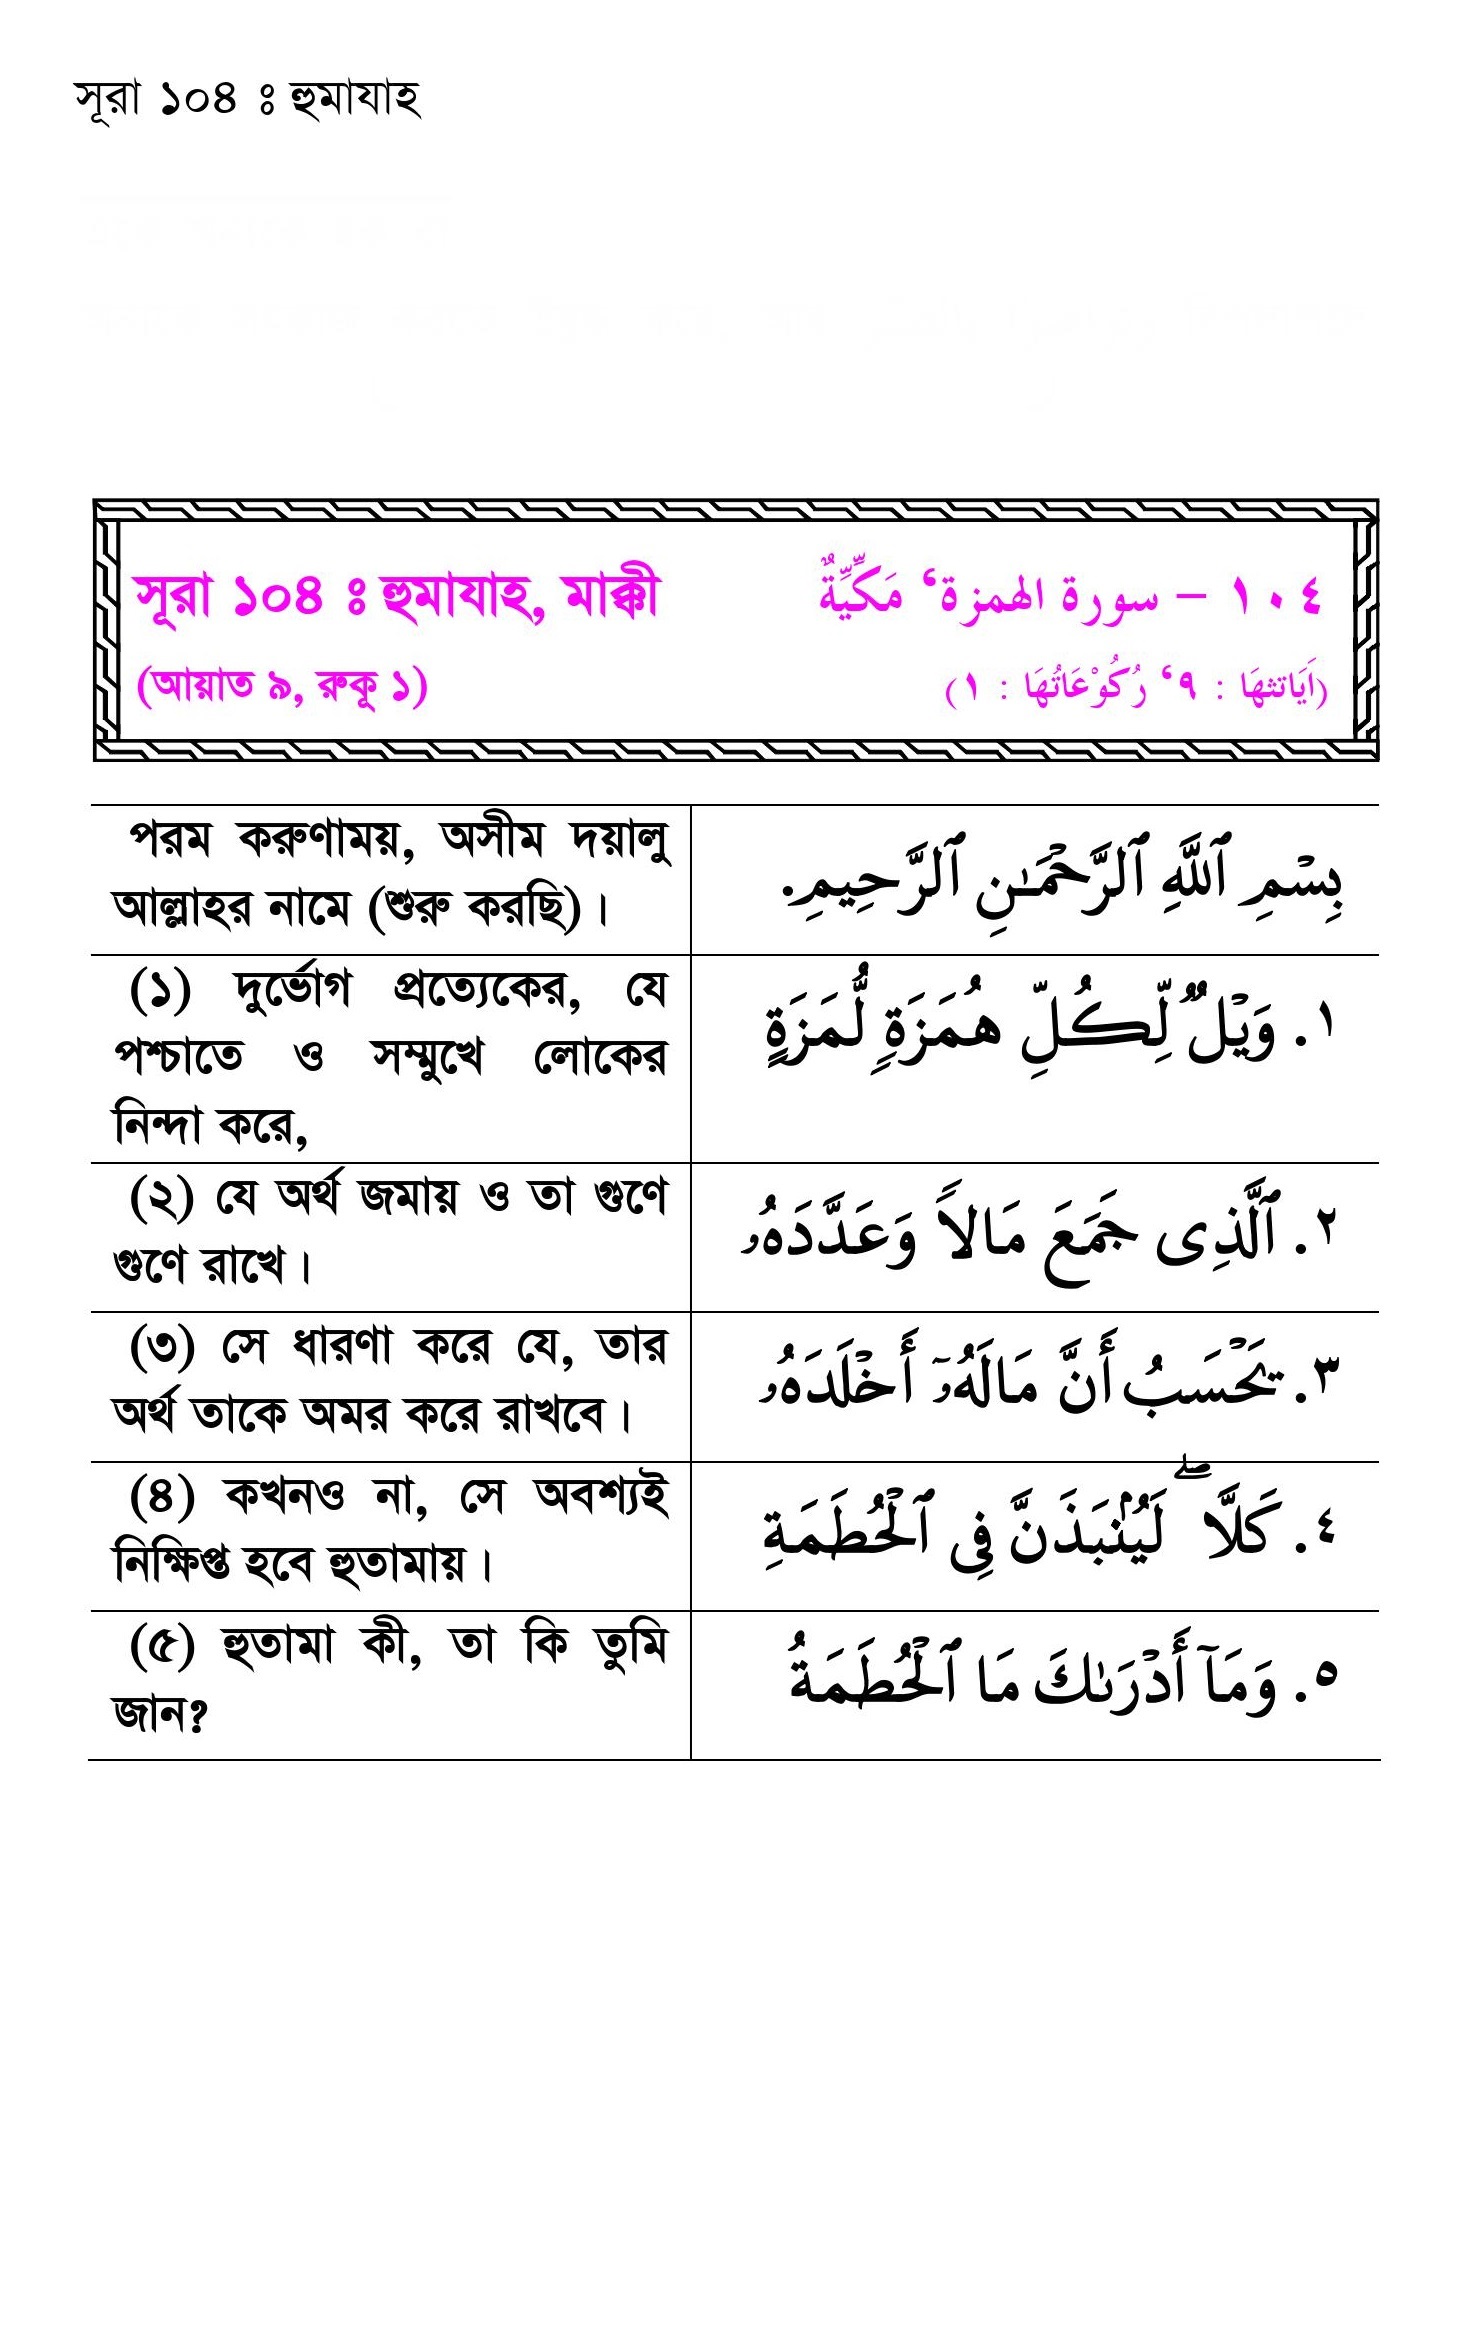 সূরা ১০৪ ঃ হুমাযাহ
সূরা ১০৪ ঃ হুমাযাহ, মাক্কী
١٠٤ – سورة الهمزة‘ مَكِّيَّةٌ
(আয়াত ৯, রুকূ ১)
(اَيَاتثهَا : ٩‘ رُكُوْعَاتُهَا : ١)
পরম করুণাময়, অসীম দয়ালু
আল্লাহর নামে (শুরু করছি)।
بِسْمِ ٱللَّهِ ٱلرَّحْمَـٰنِ ٱلرَّحِيمِ.
(১) দুর্ভোগ প্রত্যেকের, যে
পশ্চাতে ও সম্মুখে লোকের
নিন্দা করে,
١. وَيْلٌ لِّكُلِّ هُمَزَةٍ لُّمَزَةٍ
(২) যে অর্থ জমায় ও তা গুণে
গুণে রাখে।
٢. ٱلَّذِى جَمَعَ مَالاً وَعَدَّدَهُۥ
(৩) সে ধারণা করে যে, তার
অর্থ তাকে অমর করে রাখবে।
٣. يَحْسَبُ أَنَّ مَالَهُۥٓ أَخْلَدَهُۥ
(৪) কখনও না, সে অবশ্যই
নিক্ষিপ্ত হবে হুতামায়।
٤. كَلَّا ۖ لَيُنۢبَذَنَّ فِى ٱلْحُطَمَةِ
(৫) হুতামা কী, তা কি তুমি
জান?
٥. وَمَآ أَدْرَىٰكَ مَا ٱلْحُطَمَةُ